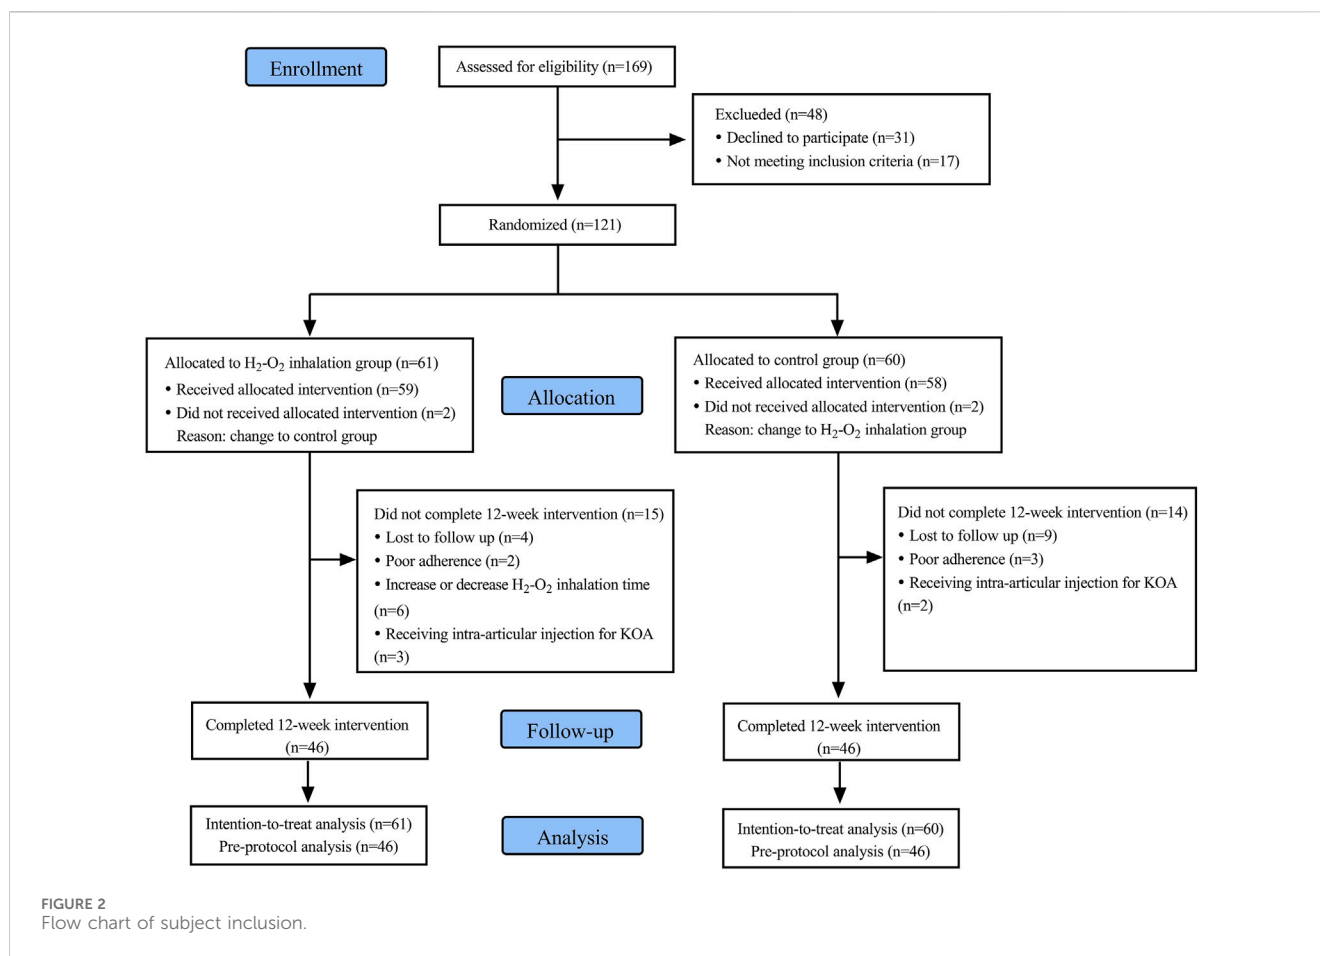 Enrollment
Assessed for eligibility (n=169)
Exclueded (n=48)
• Declined to participate (n=31)
• Not meeting inclusion criteria (n=17)
Randomized (n=121)
Allocated to H₂-O₂ inhalation group (n=61)
• Received allocated intervention (n=59)
• Did not received allocated intervention (n=2)
Reason: change to control group
Allocation
Allocated to control group (n=60)
• Received allocated intervention (n=58)
• Did not received allocated intervention (n=2)
Reason: change to H₂-O₂ inhalation group
Did not complete 12-week intervention (n=15)
• Lost to follow up (n=4)
• Poor adherence (n=2)
• Increase or decrease H₂-O₂ inhalation time
(n=6)
• Receiving intra-articular injection for KOA
(n=3)
Did not complete 12-week intervention (n=14)
• Lost to follow up (n=9)
• Poor adherence (n=3)
• Receiving intra-articular injection for KOA
(n=2)
Completed 12-week intervention
(n=46)
Follow-up
Completed 12-week intervention
(n=46)
Intention-to-treat analysis (n=61)
Pre-protocol analysis (n=46)
Analysis
Intention-to-treat analysis (n=60)
Pre-protocol analysis (n=46)
FIGURE 2
Flow chart of subject inclusion.